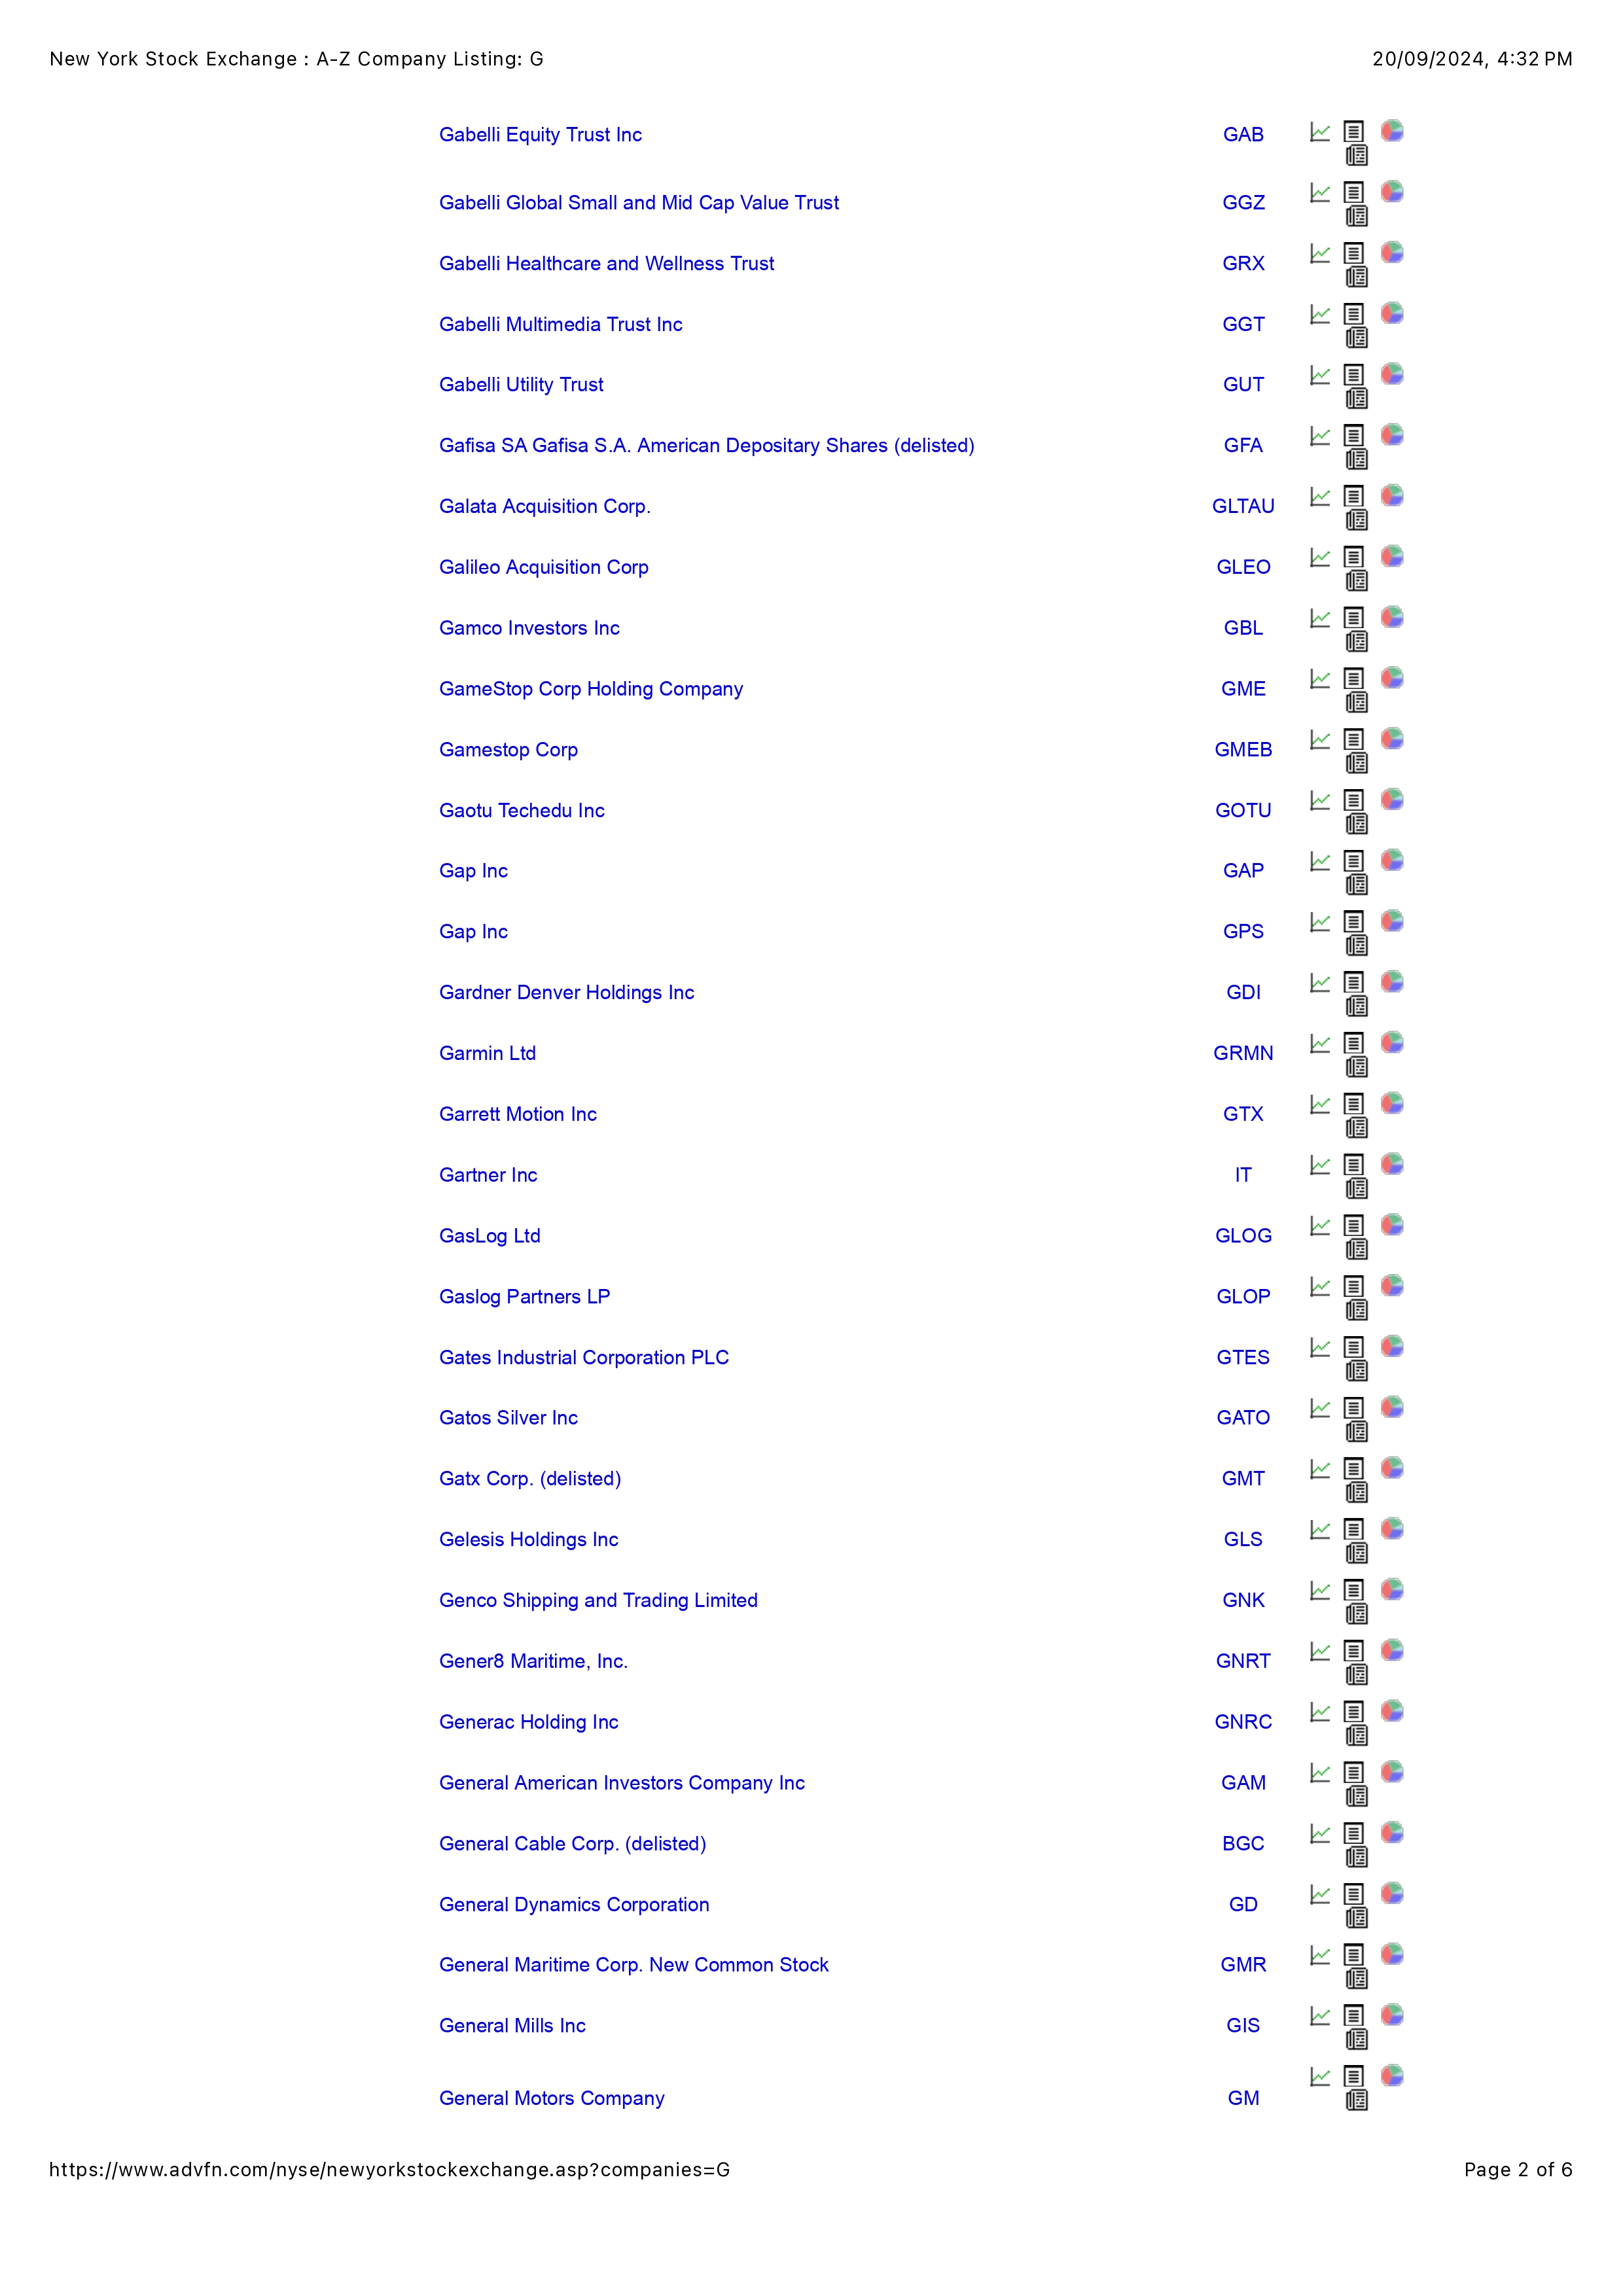 New York Stock Exchange : A-Z Company Listing: G 20/09/2024, 4:32 PM
Gabelli Equity Trust Inc GAB
Gabelli Global Small and Mid Cap Value Trust GGZ
Gabelli Healthcare and Wellness Trust GRX
Gabelli Multimedia Trust Inc GGT
Gabelli Utility Trust GUT
Gafisa SA Gafisa S.A. American Depositary Shares (delisted) GFA
Galata Acquisition Corp. GLTAU
Galileo Acquisition Corp GLEO
Gamco Investors Inc GBL
GameStop Corp Holding Company GME
Gamestop Corp GMEB
Gaotu Techedu Inc GOTU
Gap Inc GAP
Gap Inc GPS
Gardner Denver Holdings Inc GDI
Garmin Ltd GRMN
Garrett Motion Inc GTX
Gartner Inc IT
GasLog Ltd GLOG
Gaslog Partners LP GLOP
Gates Industrial Corporation PLC GTES
Gatos Silver Inc GATO
Gatx Corp. (delisted) GMT
Gelesis Holdings Inc GLS
Genco Shipping and Trading Limited GNK
Gener8 Maritime, Inc. GNRT
Generac Holding Inc GNRC
General American Investors Company Inc GAM
General Cable Corp. (delisted) BGC
General Dynamics Corporation GD
General Maritime Corp. New Common Stock GMR
General Mills Inc GIS
General Motors Company GM
https://www.advfn.com/nyse/newyorkstockexchange.asp?companies=G Page 2 of 6